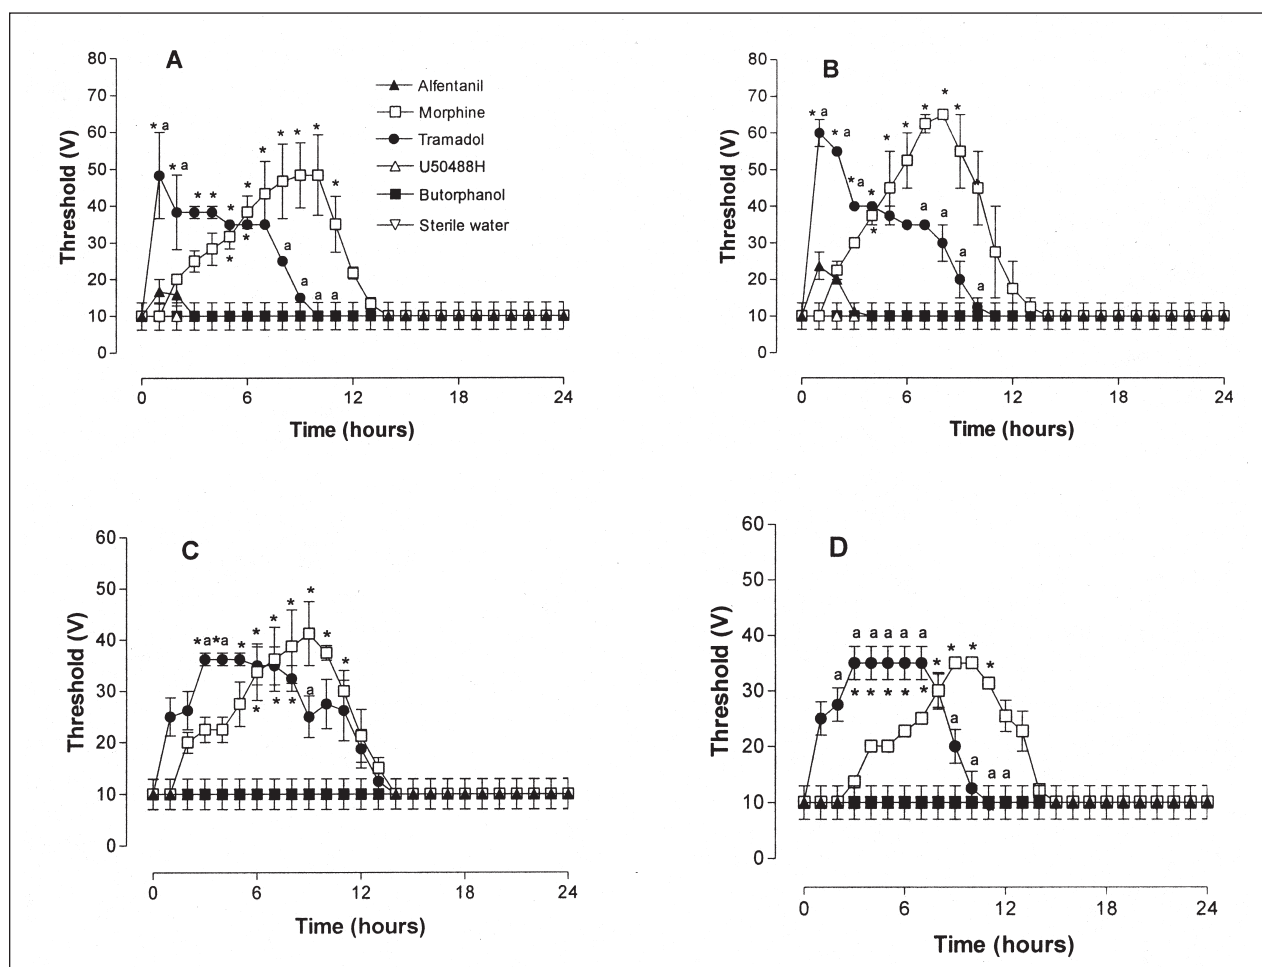 A
80
70
60
50
40
30
20
10
0
Threshold (V)
* a
* a
* *
*
*
*
*
*
* * *
*
a
a
a a
Alfentanil
Morphine
Tramadol
U50488H
Butorphanol
Sterile water
0 6 12 18 24
Time (hours)
B
80
70
60
50
40
30
20
10
0
Threshold (V)
* a
* a
* a
*
*
*
*
*
*
*
*
a
a
a
a
0 6 12 18 24
Time (hours)
C
60
50
40
30
20
10
0
Threshold (V)
*a*a
*
*
*
*
*
*
*
*
* *
a
0 6 12 18 24
Time (hours)
D
60
50
40
30
20
10
0
Threshold (V)
a
a a a a a
* * * * *
*
* *
*
a
a
a a
0 6 12 18 24
Time (hours)